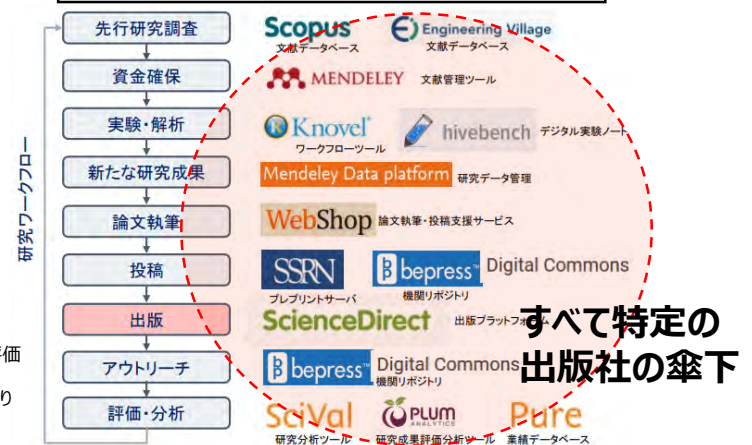 先行研究調査
Scopus
文献データベース
Engineering Village
文献データベース
資金確保
MENDELEY
文献管理ツール
実験・解析
Knovel
ワークフローツール
hivebench
デジタル実験ノート
新たな研究成果
Mendeley Data platform
研究データ管理
論文執筆
WebShop
論文執筆・投稿支援サービス
投稿
SSRN
プレプリントサーバ
bepress
Digital Commons
機関リポジトリ
出版
ScienceDirect
出版プラットフォーム
すべて特定の
出版社の傘下
アウトリーチ
bepress
Digital Commons
機関リポジトリ
評価・分析
SciVal
研究分析ツール
PLUM
ANALYTICS
研究成果評価分析ツール
Pure
業績データベース
研究ワークフロー
価
り